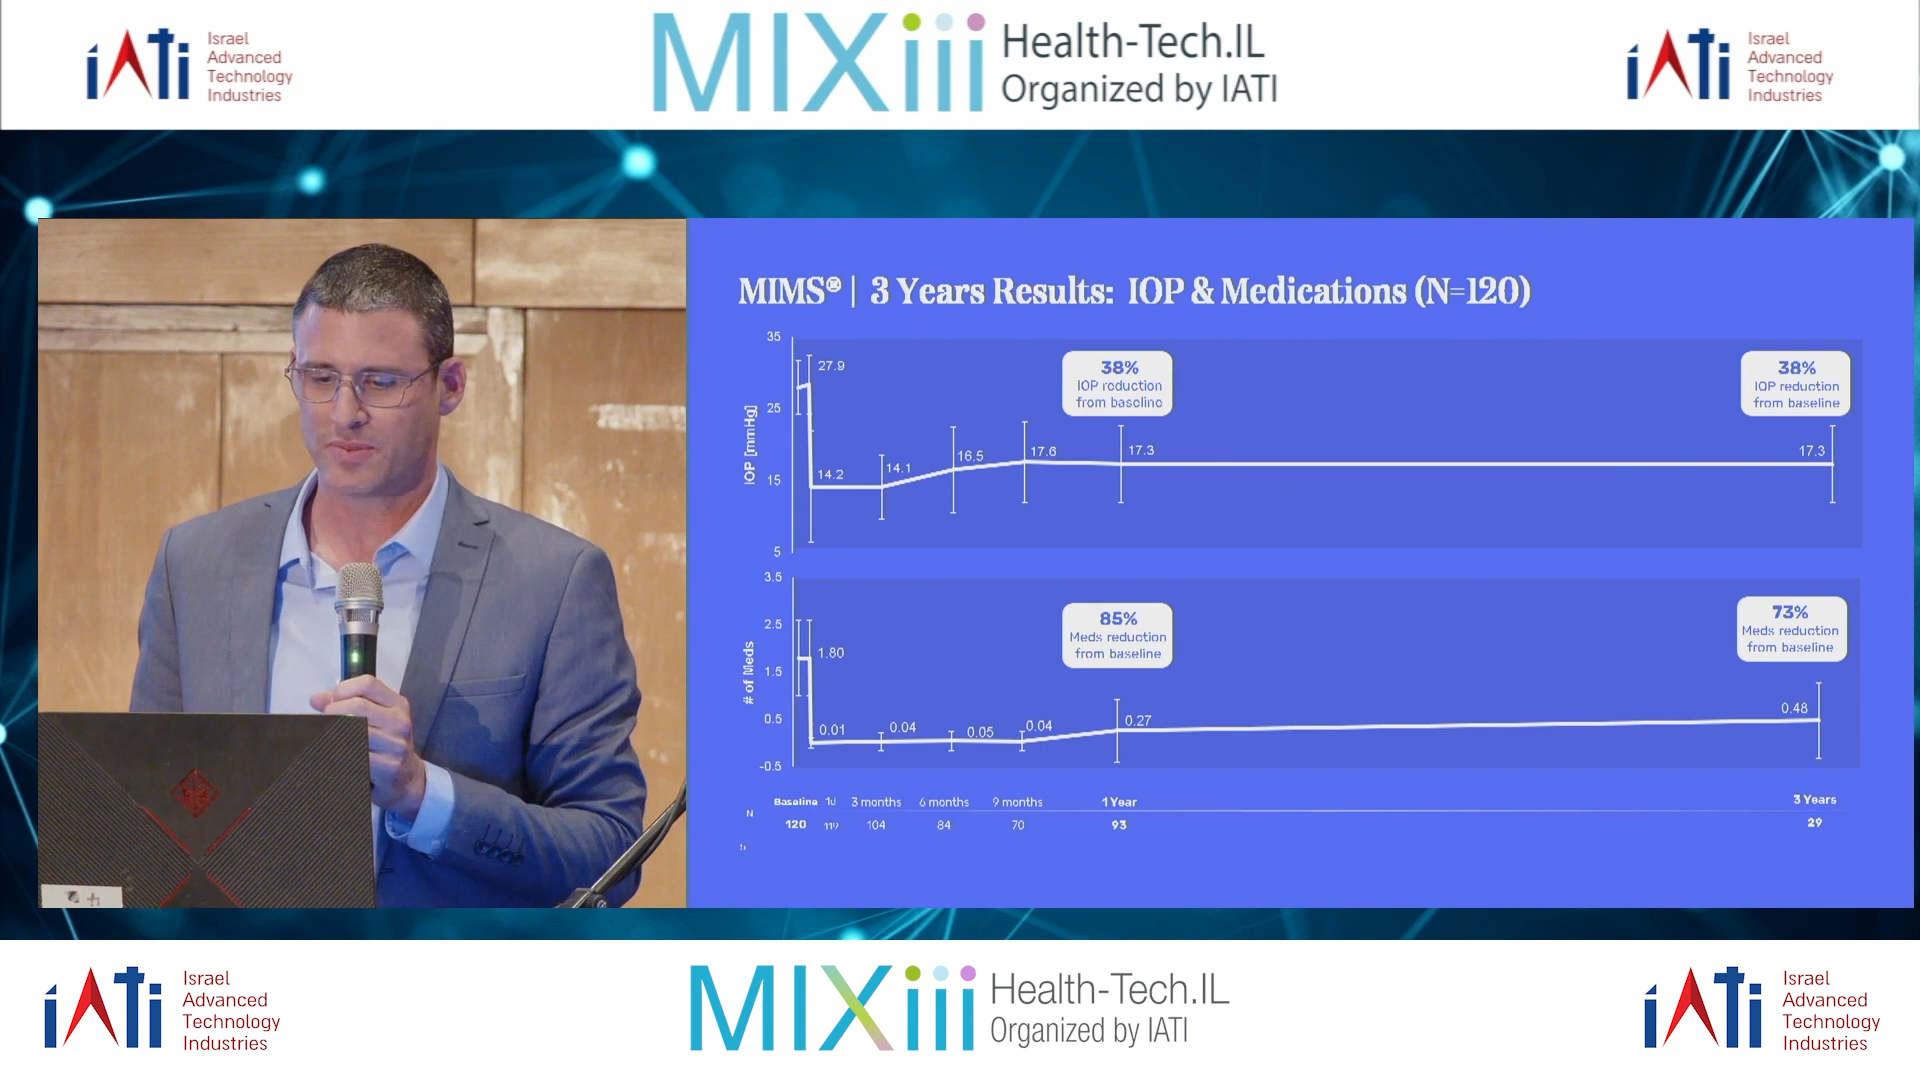 iATi
Israel
Advanced
Technology
Industries
MIXiii
Health-Tech.IL
Organized by IATI
iATi
Israel
Advanced
Technology
Industries
MIMS® | 3 Years Results: IOP & Medications (N=120)
IOP [mmHg]
35
25
15
5
27.9
14.2
14.1
16.5
17.6
17.3
17.3
38%
IOP reduction
from baseline
38%
IOP reduction
from baseline
# of Meds
3.5
2.5
1.5
0.5
-0.5
1.80
0.01
0.04
0.05
0.04
0.27
0.48
85%
Meds reduction
from baseline
73%
Meds reduction
from baseline
Baseline 1d 3 months 6 months 9 months 1 Year 3 Years
N
120 119 104 84 70 93 29
iATi
Israel
Advanced
Technology
Industries
MIXiii
Health-Tech.IL
Organized by IATI
iATi
Israel
Advanced
Technology
Industries